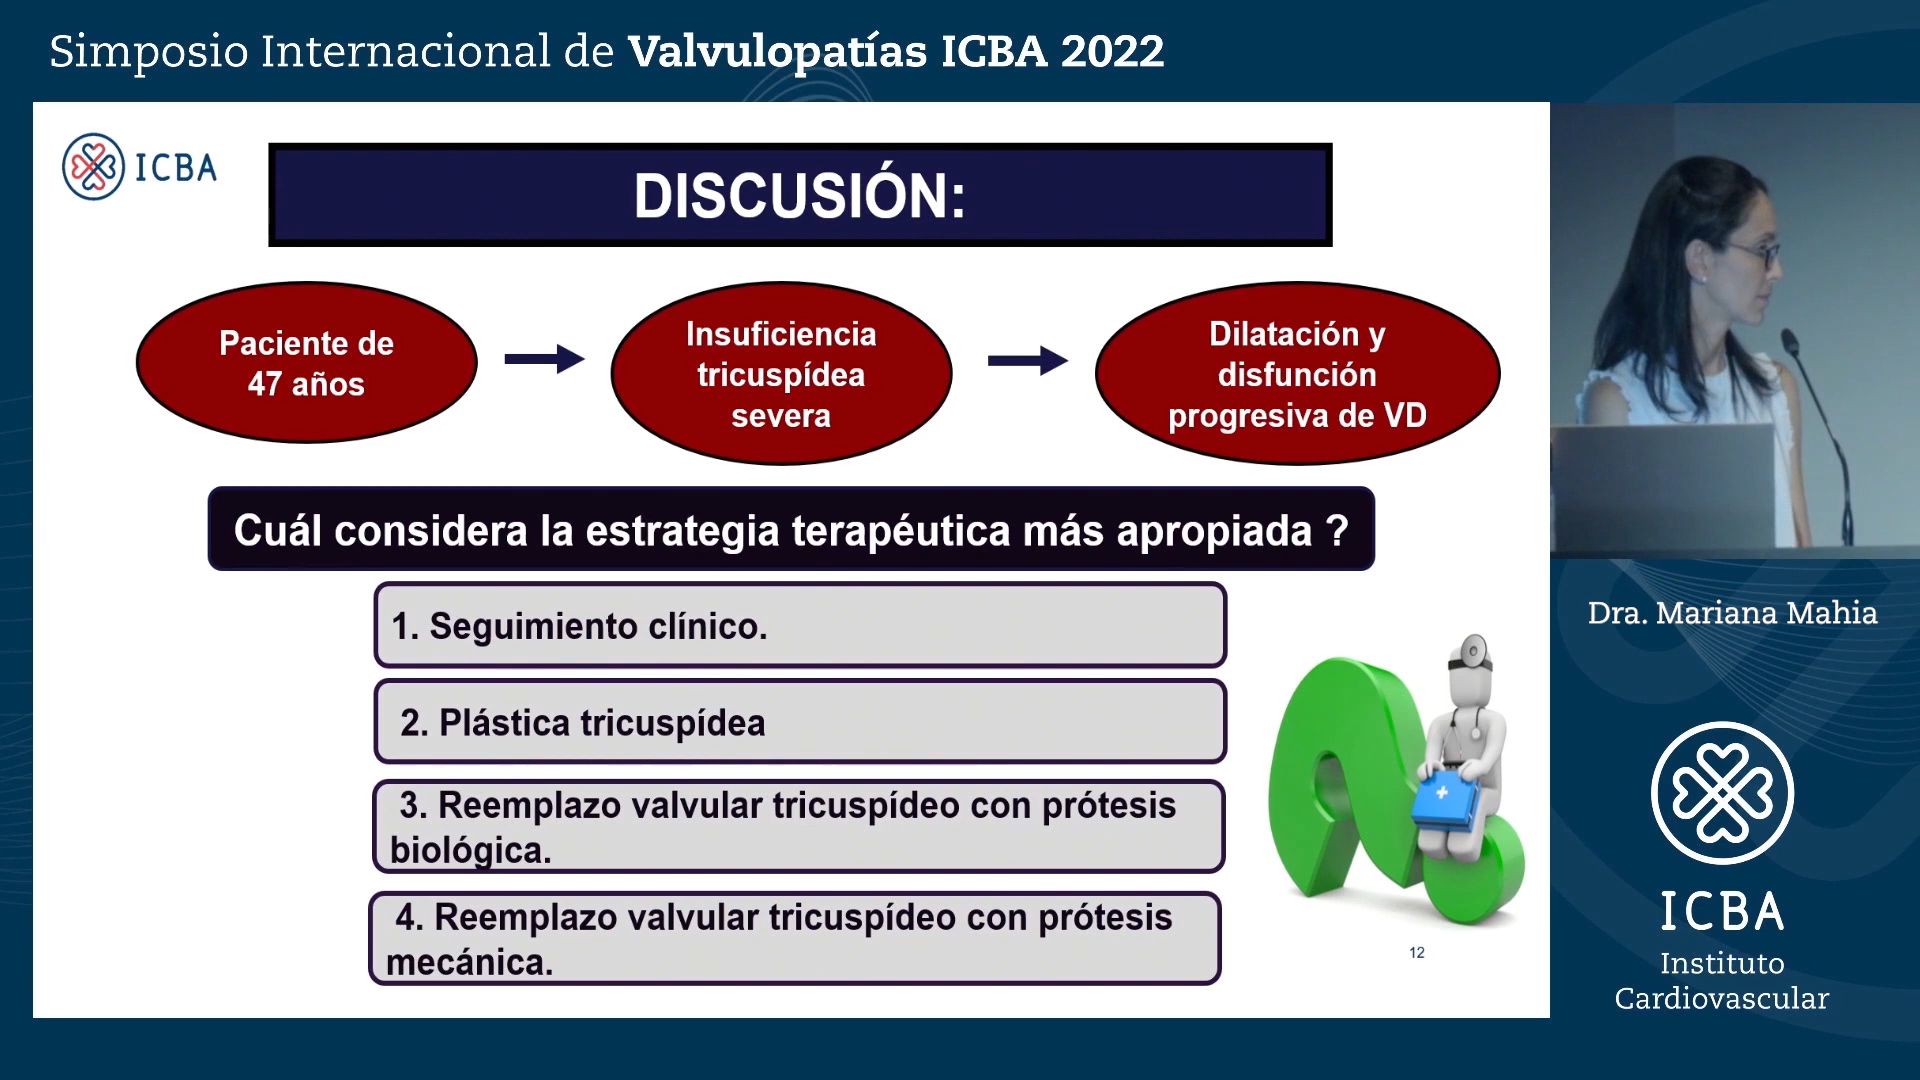 Simposio Internacional de Valvulopatías ICBA 2022
ICBA
DISCUSIÓN:
Paciente de
47 años
Insuficiencia
tricuspídea
severa
Dilatación y
disfunción
progresiva de VD
Cuál considera la estrategia terapéutica más apropiada ?
1. Seguimiento clínico.
2. Plástica tricuspídea
3. Reemplazo valvular tricuspídeo con prótesis
biológica.
4. Reemplazo valvular tricuspídeo con prótesis
mecánica.
12
Dra. Mariana Mahia
ICBA
Instituto
Cardiovascular